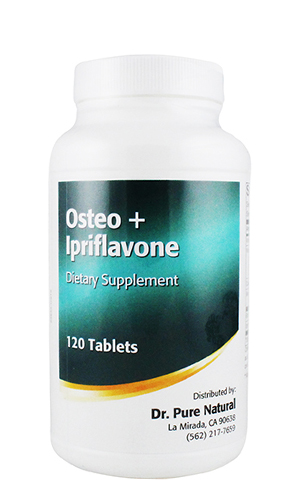 Osteo +
Ipriflavone
Dietary Supplement
120 Tablets
Distributed by:
Dr. Pure Natural
La Mirada, CA 90638
(562) 217-7659